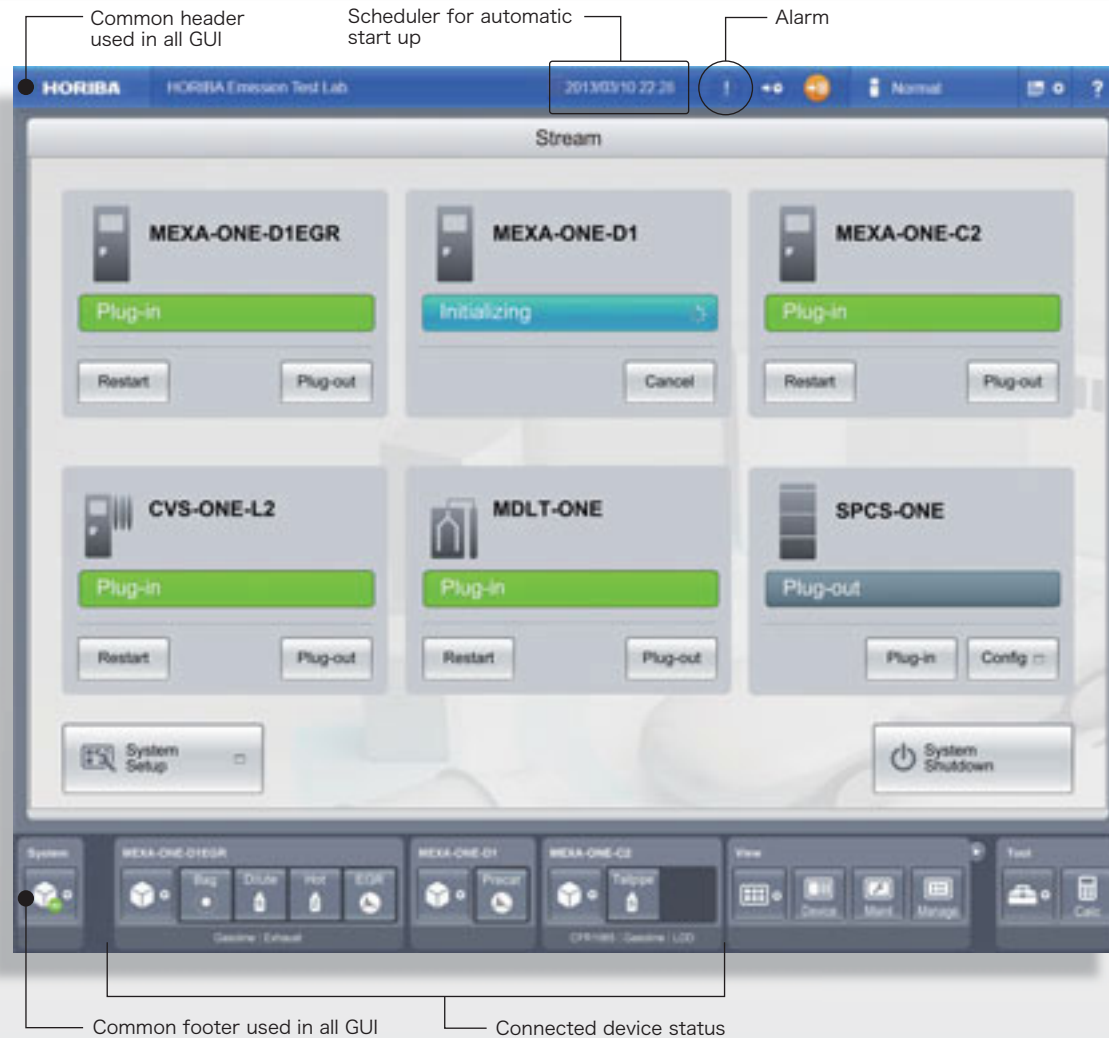 Common header
used in all GUI
Scheduler for automatic
start up
Alarm
HORIBA
HORIBA Emission Test Lab
2013/03/10 22:28
!
Normal
?
Stream
MEXA-ONE-D1EGR
MEXA-ONE-D1
MEXA-ONE-C2
Plug-in
Initializing
Plug-in
Restart
Plug-out
Cancel
Restart
Plug-out
CVS-ONE-L2
MDLT-ONE
SPCS-ONE
Plug-in
Plug-in
Plug-out
Restart
Plug-out
Restart
Plug-out
Plug-in
Config
System
Setup
System
Shutdown
System
MEXA-ONE-D1EGR
MEXA-ONE-D1
MEXA-ONE-C2
View
Tool
Bag
Dilute
Hot
EGR
Precat
Tailpipe
Device
Maint.
Manage
Calc.
Gasoline / Exhaust
CFR1065 / Gasoline / LDD
Common footer used in all GUI
Connected device status